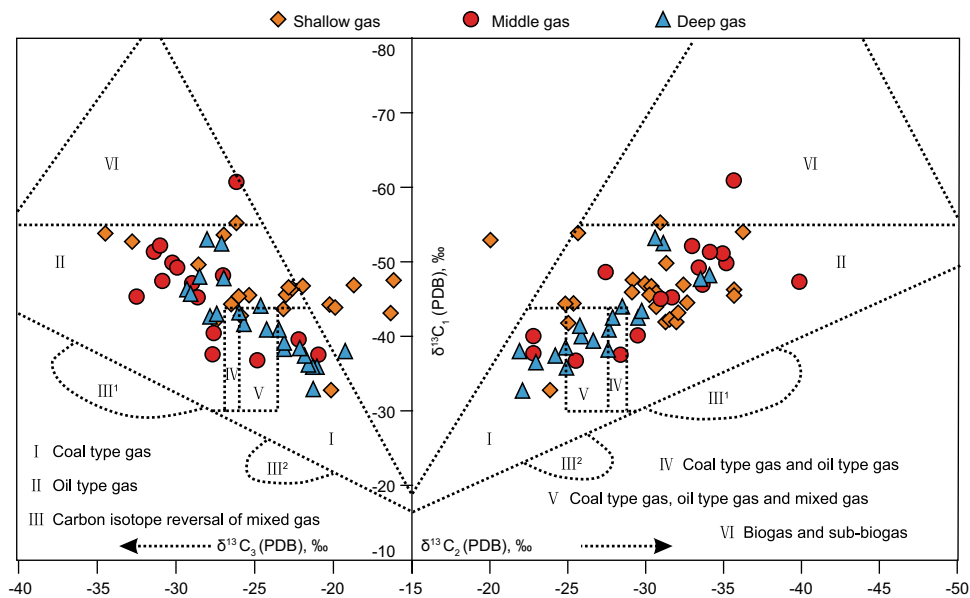 Shallow gas Middle gas Deep gas
-80
-70
-60
-50
-40
-30
-20
-10
δ¹³C₁ (PDB), ‰
VI
VI
II
II
IV
V
V
IV
III¹
III¹
I
I
III²
III²
I Coal type gas
II Oil type gas
III Carbon isotope reversal of mixed gas
IV Coal type gas and oil type gas
V Coal type gas, oil type gas and mixed gas
VI Biogas and sub-biogas
δ¹³C₃ (PDB), ‰ δ¹³C₂ (PDB), ‰
-40 -35 -30 -25 -20 -15 -20 -25 -30 -35 -40 -45 -50